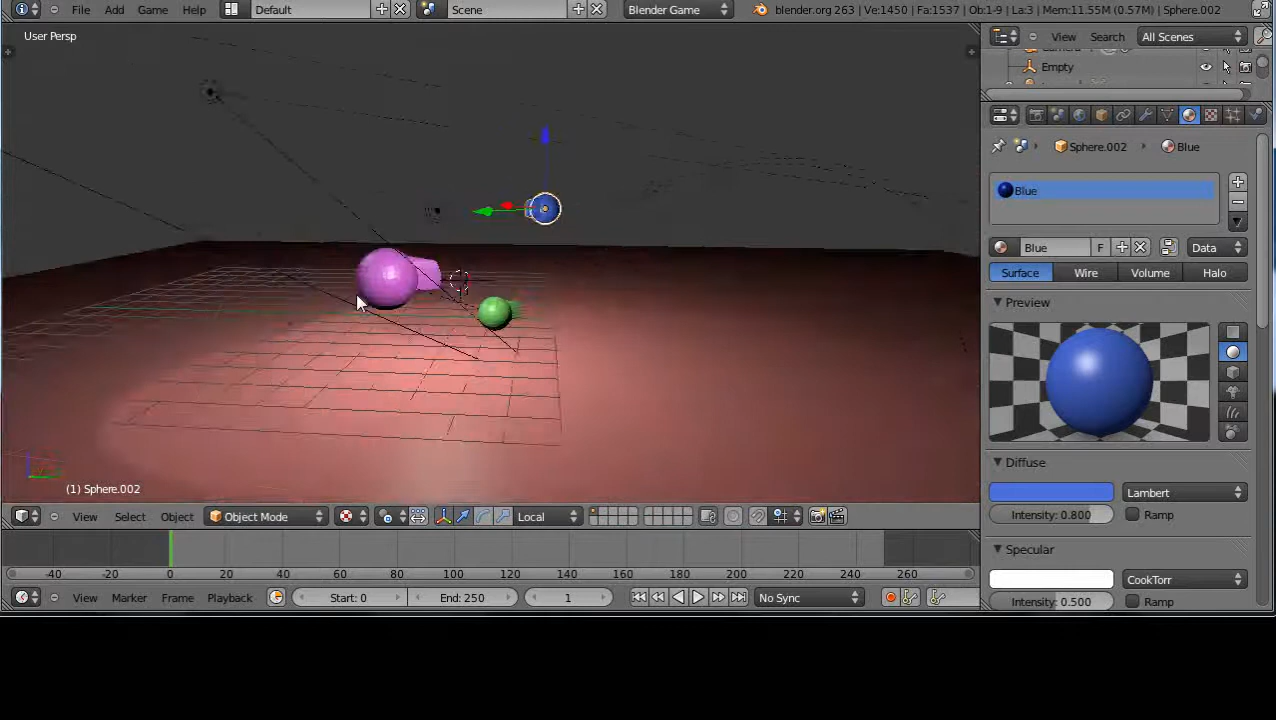 File Add Game Help Default Scene Blender Game blender.org 263 | Ve:1450 | Fa:1537 | Ob:1-9 | La:3 | Mem:11.55M (0.57M) | Sphere.002
User Persp
View Search All Scenes
Empty
Sphere.002 Blue
Blue
Blue F Data
Surface Wire Volume Halo
Preview
Diffuse
Lambert
Intensity: 0.800 Ramp
Specular
CookTorr
Intensity: 0.500 Ramp
(1) Sphere.002
View Select Object Object Mode Local
-40 -20 0 20 40 60 80 100 120 140 160 180 200 220 240 260
View Marker Frame Playback Start: 0 End: 250 1 No Sync